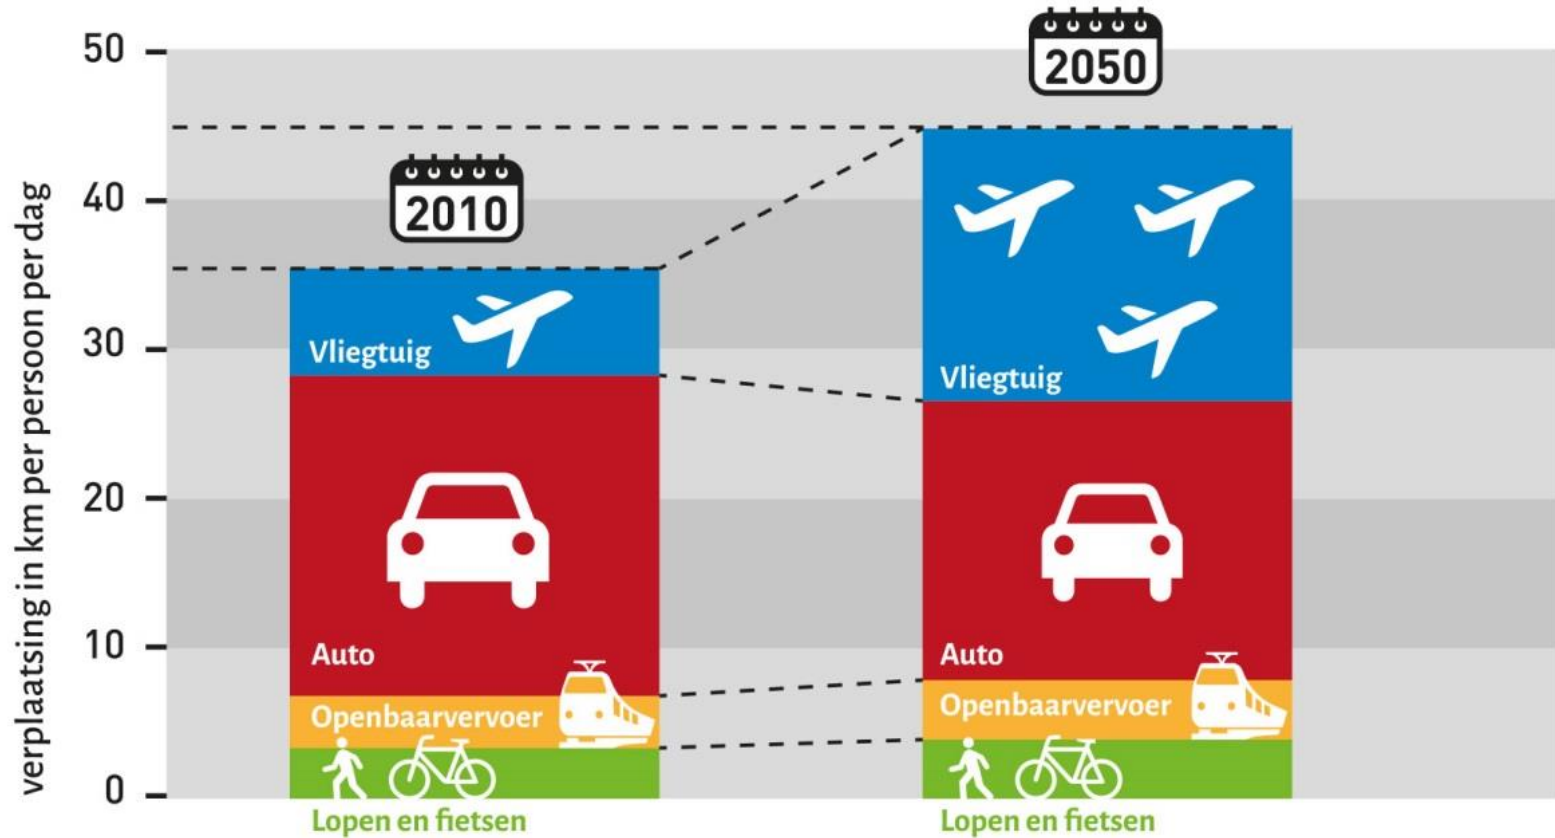 verplaatsing in km per persoon per dag
50
40
30
20
10
0
2010
Vliegtuig
Auto
Openbaarvervoer
Lopen en fietsen
2050
Vliegtuig
Auto
Openbaarvervoer
Lopen en fietsen